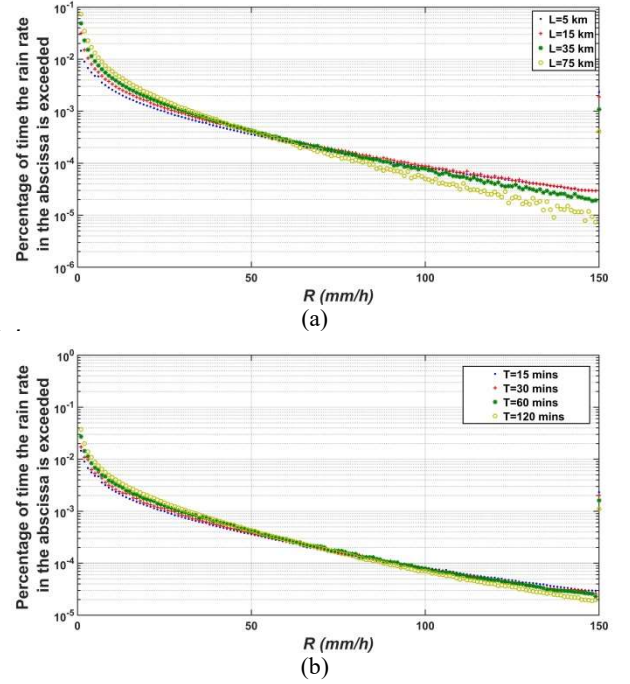 10^-1
10^-2
10^-3
10^-4
10^-5
10^-6
Percentage of time the rain rate
in the abscissa is exceeded
L=5 km
L=15 km
L=35 km
L=75 km
0 50 100 150
R (mm/h)
(a)
10^0
10^-1
10^-2
10^-3
10^-4
10^-5
Percentage of time the rain rate
in the abscissa is exceeded
T=15 mins
T=30 mins
T=60 mins
T=120 mins
0 50 100 150
R (mm/h)
(b)